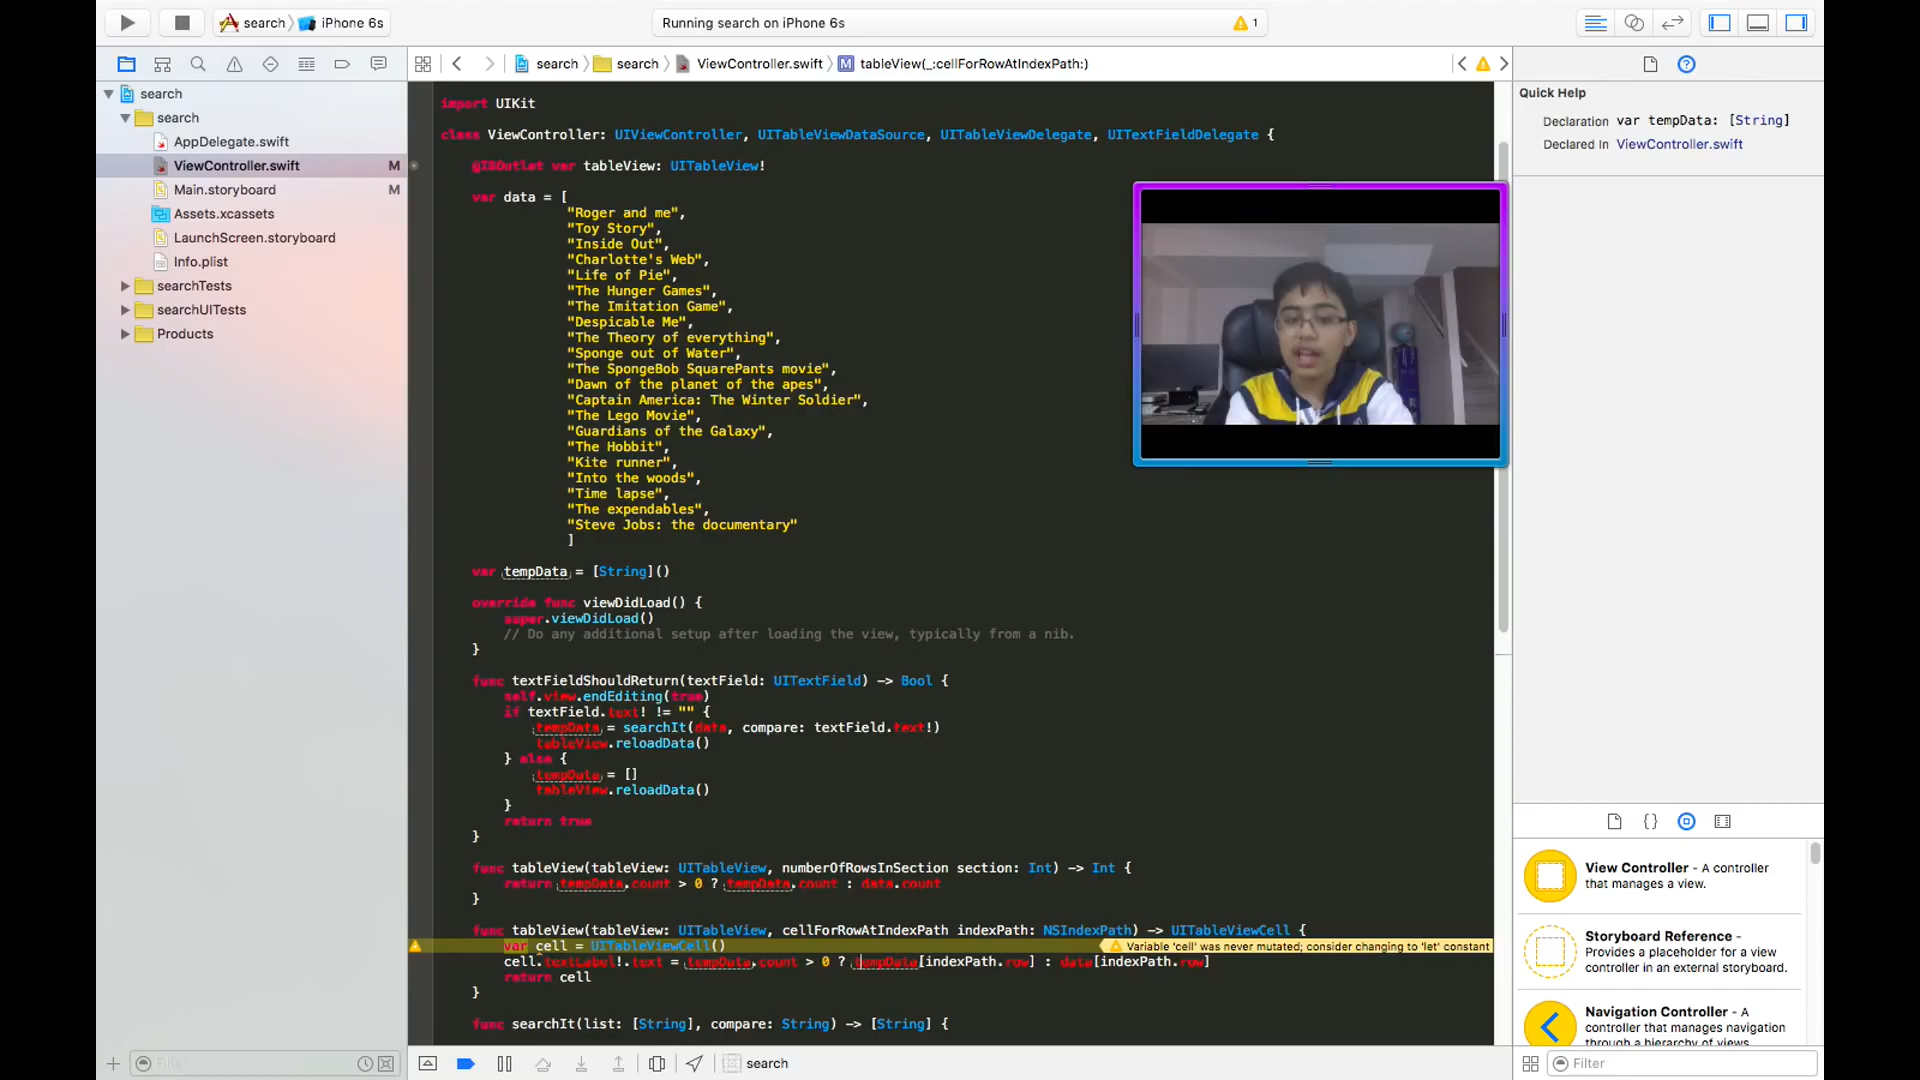 search
iPhone 6s
Running search on iPhone 6s
1
search
search
ViewController.swift
M
tableView(_:cellForRowAtIndexPath:)
search
search
AppDelegate.swift
ViewController.swift
M
Main.storyboard
M
Assets.xcassets
LaunchScreen.storyboard
Info.plist
searchTests
searchUITests
Products
import UIKit
class ViewController: UIViewController, UITableViewDataSource, UITableViewDelegate, UITextFieldDelegate {
@IBOutlet var tableView: UITableView!
var data = [
"Roger and me",
"Toy Story",
"Inside Out",
"Charlotte's Web",
"Life of Pie",
"The Hunger Games",
"The Imitation Game",
"Despicable Me",
"The Theory of everything",
"Sponge out of Water",
"The SpongeBob SquarePants movie",
"Dawn of the planet of the apes",
"Captain America: The Winter Soldier",
"The Lego Movie",
"Guardians of the Galaxy",
"The Hobbit",
"Kite runner",
"Into the woods",
"Time lapse",
"The expendables",
"Steve Jobs: the documentary"
]
var tempData = [String]()
override func viewDidLoad() {
super.viewDidLoad()
// Do any additional setup after loading the view, typically from a nib.
}
func textFieldShouldReturn(textField: UITextField) -> Bool {
self.view.endEditing(true)
if textField.text! != "" {
tempData = searchIt(data, compare: textField.text!)
tableView.reloadData()
} else {
tempData = []
tableView.reloadData()
}
return true
}
func tableView(tableView: UITableView, numberOfRowsInSection section: Int) -> Int {
return tempData.count > 0 ? tempData.count : data.count
}
func tableView(tableView: UITableView, cellForRowAtIndexPath indexPath: NSIndexPath) -> UITableViewCell {
var cell = UITableViewCell()
Variable 'cell' was never mutated; consider changing to 'let' constant
cell.textLabel!.text = tempData.count > 0 ? tempData[indexPath.row] : data[indexPath.row]
return cell
}
func searchIt(list: [String], compare: String) -> [String] {
Quick Help
Declaration var tempData: [String]
Declared In ViewController.swift
View Controller - A controller
that manages a view.
Storyboard Reference -
Provides a placeholder for a view
controller in an external storyboard.
Navigation Controller - A
controller that manages navigation
through a hierarchy of views.
Filter
search
Filter